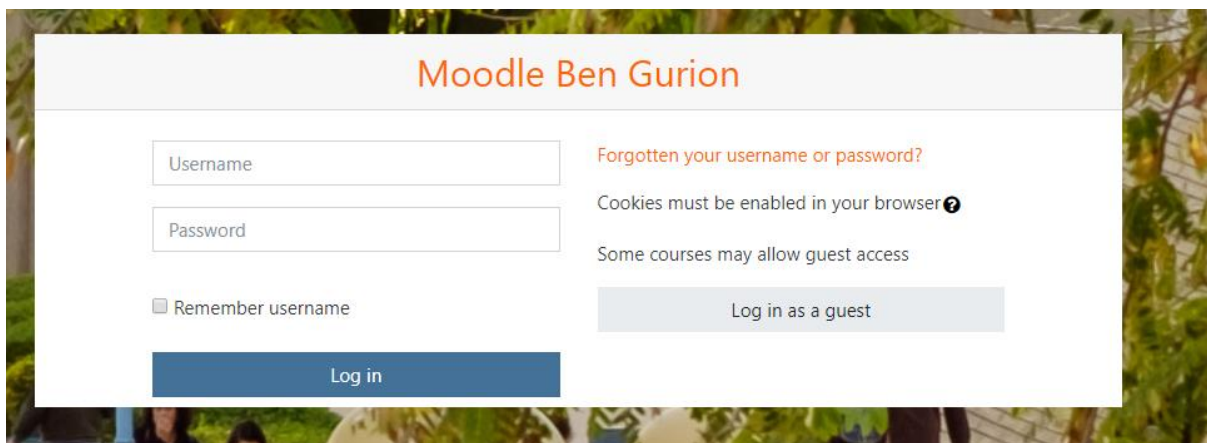 Moodle Ben Gurion
Username
Password
Remember username
Log in
Forgotten your username or password?
Cookies must be enabled in your browser
Some courses may allow guest access
Log in as a guest